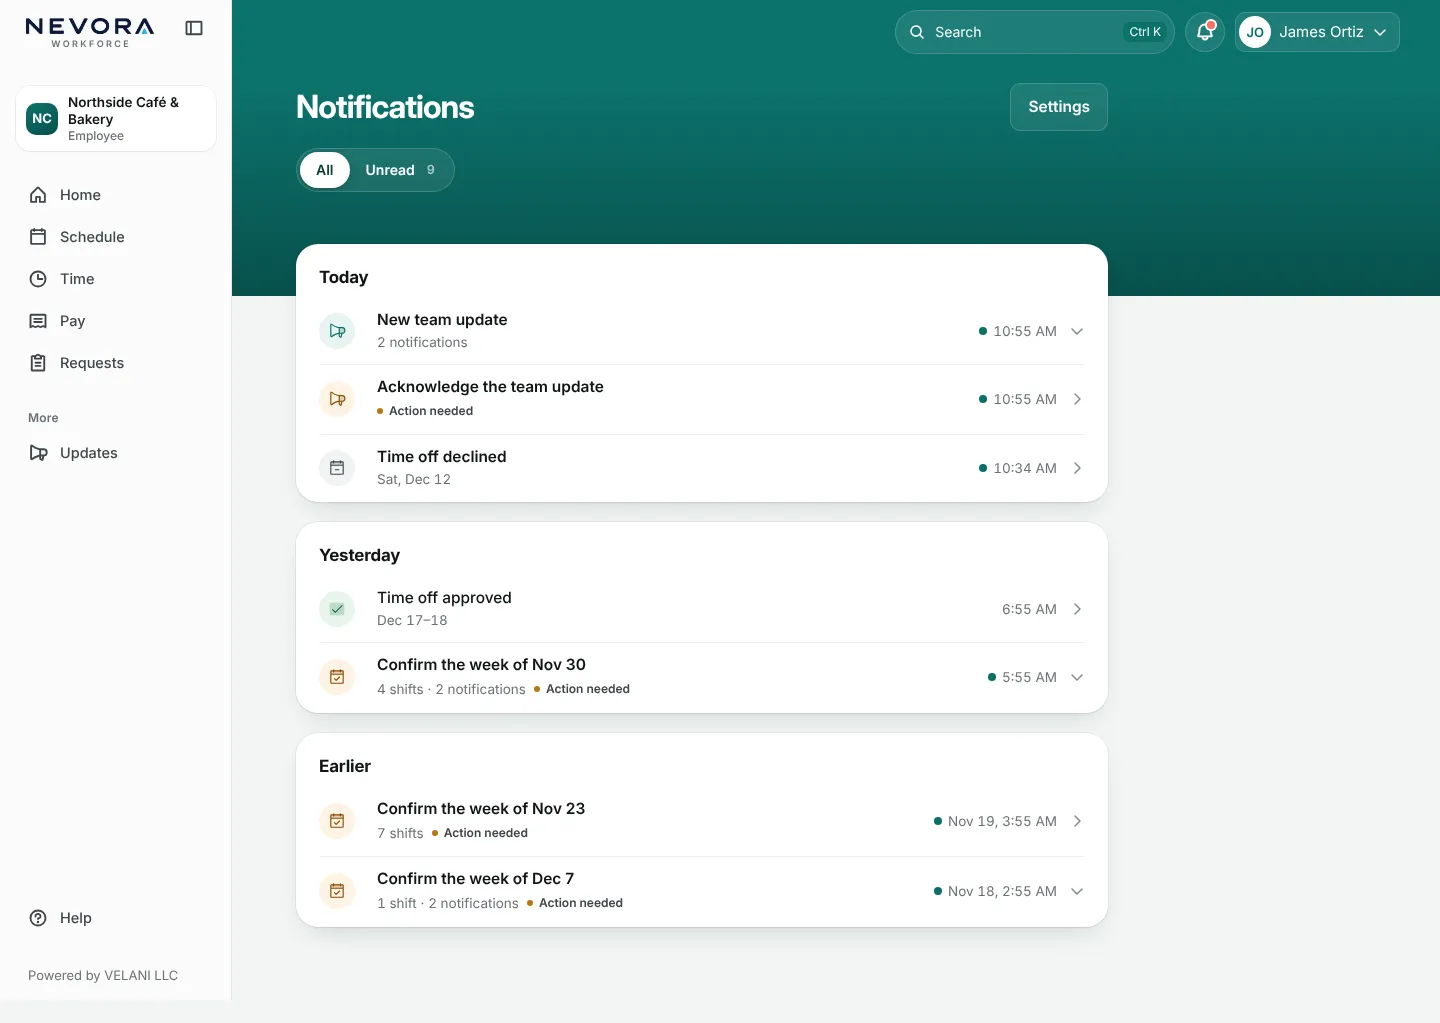 NEVORA
WORKFORCE
Search
Ctrl K
JO
James Ortiz
NC
Northside Café &
Bakery
Employee
Home
Schedule
Time
Pay
Requests
More
Updates
Help
Powered by VELANI LLC
Notifications
Settings
All
Unread 9
Today
New team update
2 notifications
10:55 AM
Acknowledge the team update
Action needed
10:55 AM
Time off declined
Sat, Dec 12
10:34 AM
Yesterday
Time off approved
Dec 17–18
6:55 AM
Confirm the week of Nov 30
4 shifts · 2 notifications Action needed
5:55 AM
Earlier
Confirm the week of Nov 23
7 shifts Action needed
Nov 19, 3:55 AM
Confirm the week of Dec 7
1 shift · 2 notifications Action needed
Nov 18, 2:55 AM